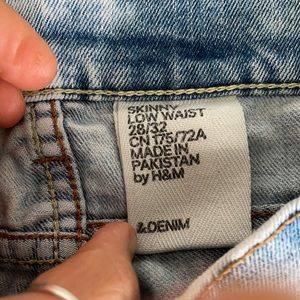 SKINNY
LOW WAIST
28/32
CN 175/72A
MADE IN
PAKISTAN
by H&M
&DENIM